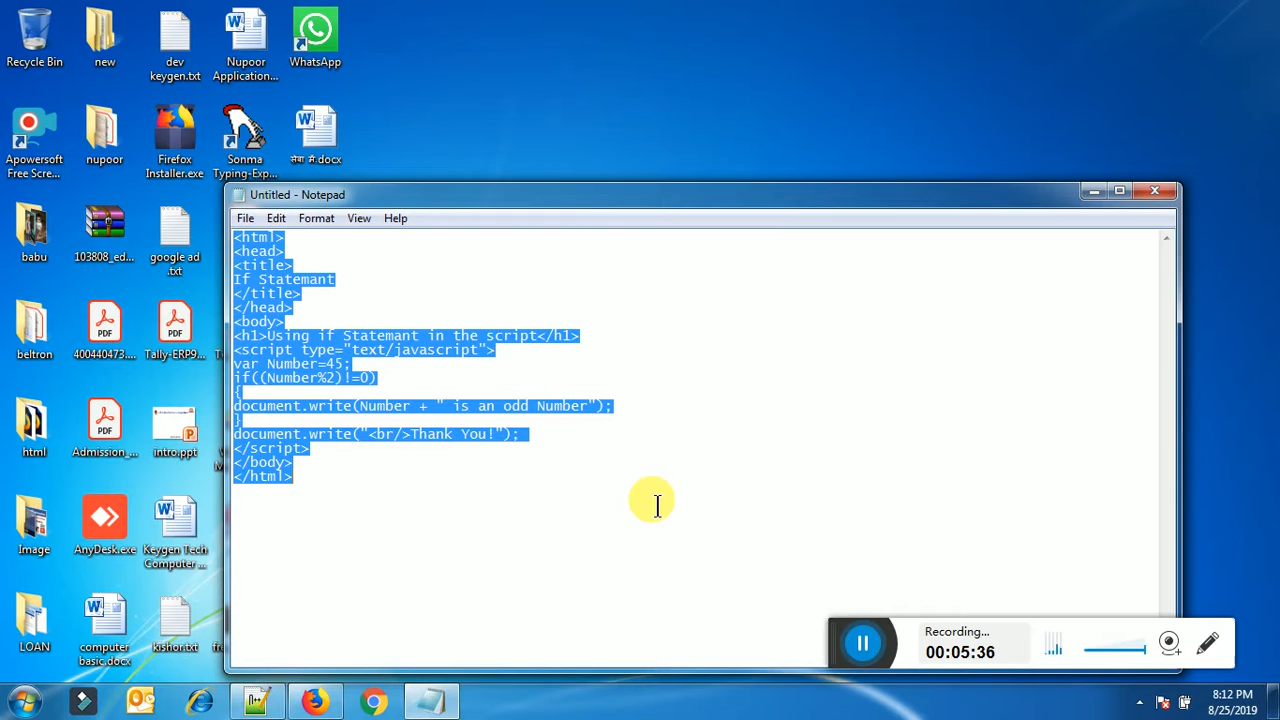 Recycle Bin
new
dev
keygen.txt
Nupoor
Application...
WhatsApp
Apowersoft
Free Scre...
nupoor
Firefox
Installer.exe
Sonma
Typing-Exp...
सेवा में.docx
babu
103808_ed...
google ad
.txt
beltron
PDF
400440473...
PDF
Tally-ERP9...
html
PDF
Admission_...
intro.ppt
Image
AnyDesk.exe
Keygen Tech
Computer ...
LOAN
computer
basic.docx
kishor.txt
Untitled - Notepad
File Edit Format View Help
<html>
<head>
<title>
If Statemant
</title>
</head>
<body>
<h1>Using if Statemant in the script</h1>
<script type="text/javascript">
var Number=45;
if((Number%2)!=0)
{
document.write(Number + " is an odd Number");
}
document.write("<br/>Thank You!");
</script>
</body>
</html>
Recording...
00:05:36
8:12 PM
8/25/2019